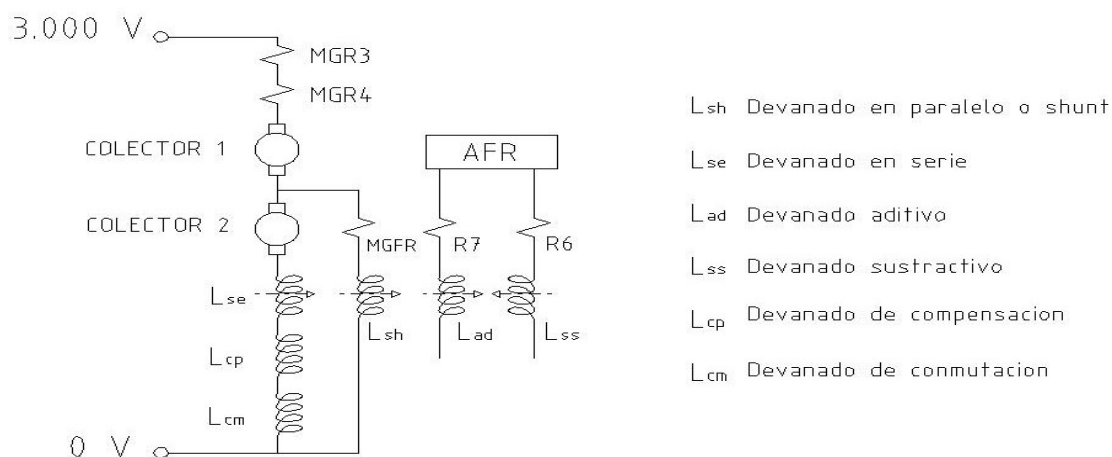 3.000 V
MGR3
MGR4
COLECTOR 1
AFR
COLECTOR 2
MGFR
R7
R6
Lse
Lsh
Lad
Lss
Lcp
Lcm
0 V
Lsh Devanado en paralelo o shunt
Lse Devanado en serie
Lad Devanado aditivo
Lss Devanado sustractivo
Lcp Devanado de compensacion
Lcm Devanado de conmutacion